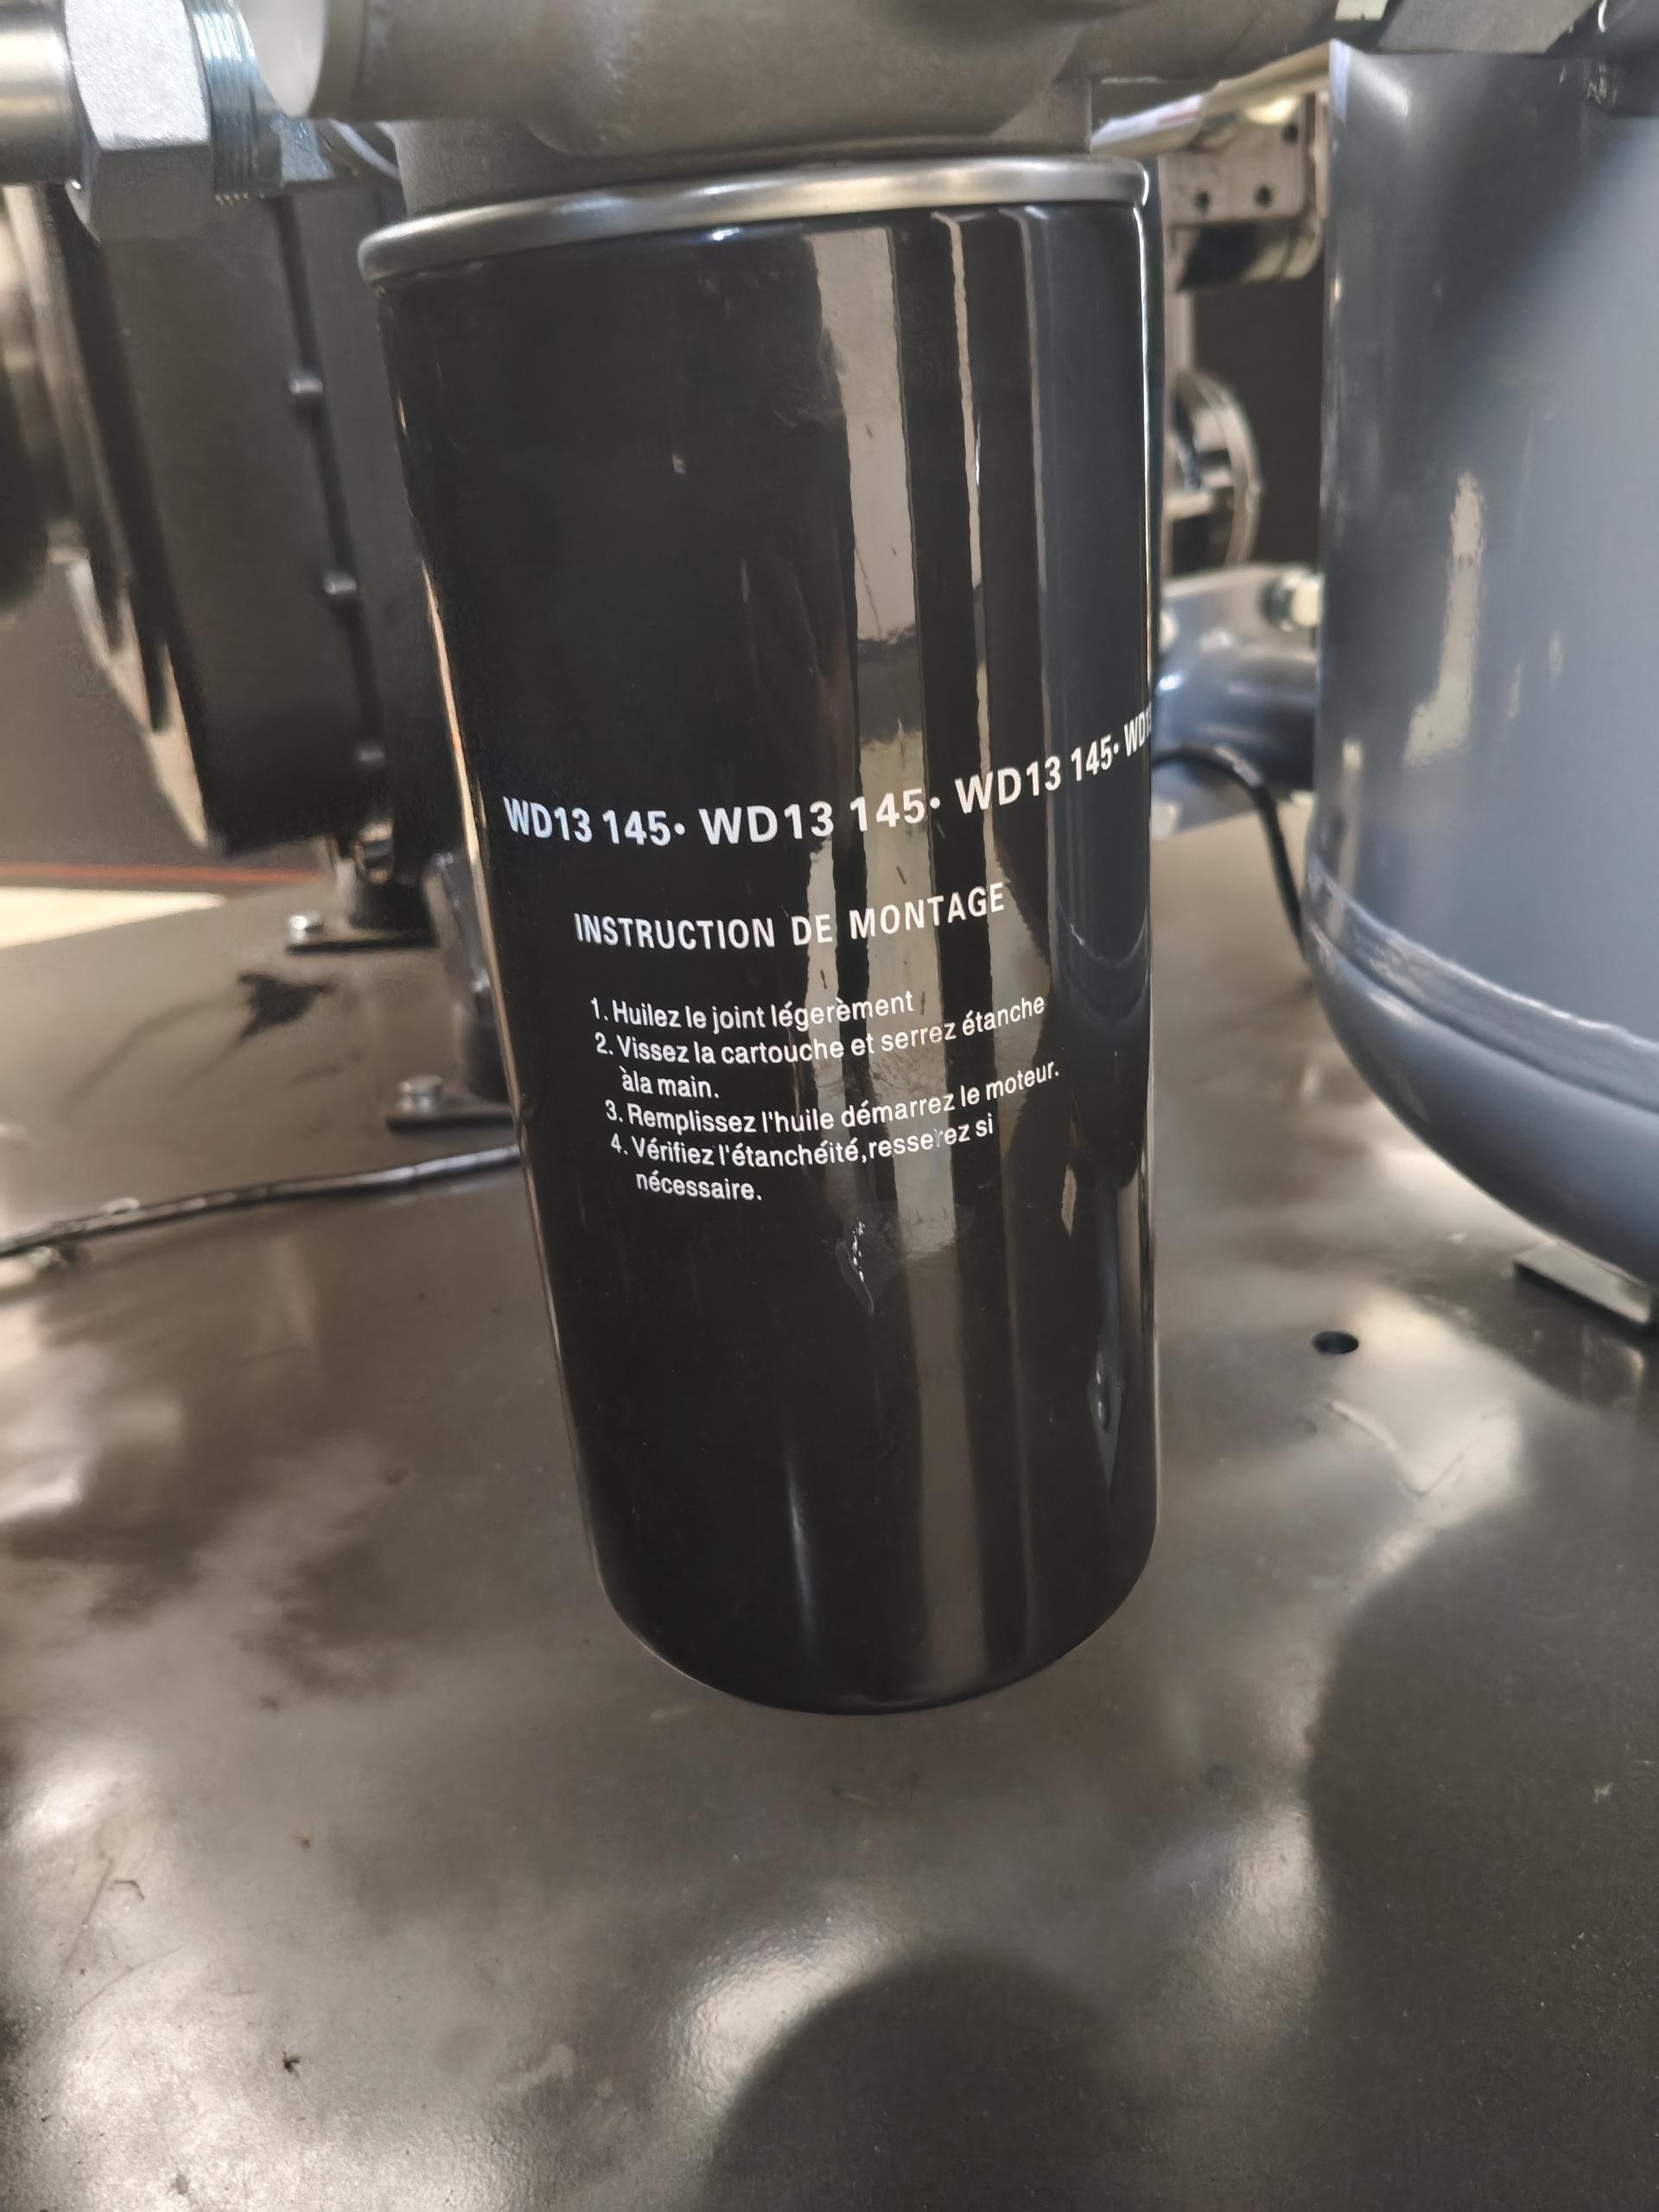 WD13 145• WD13 145• WD13 145• WD1
INSTRUCTION DE MONTAGE
1. Huilez le joint légerèment
2. Vissez la cartouche et serrez étanche
àla main.
3. Remplissez l'huile démarrez le moteur.
4. Vérifiez l'étanchéité,resserez si
nécessaire.